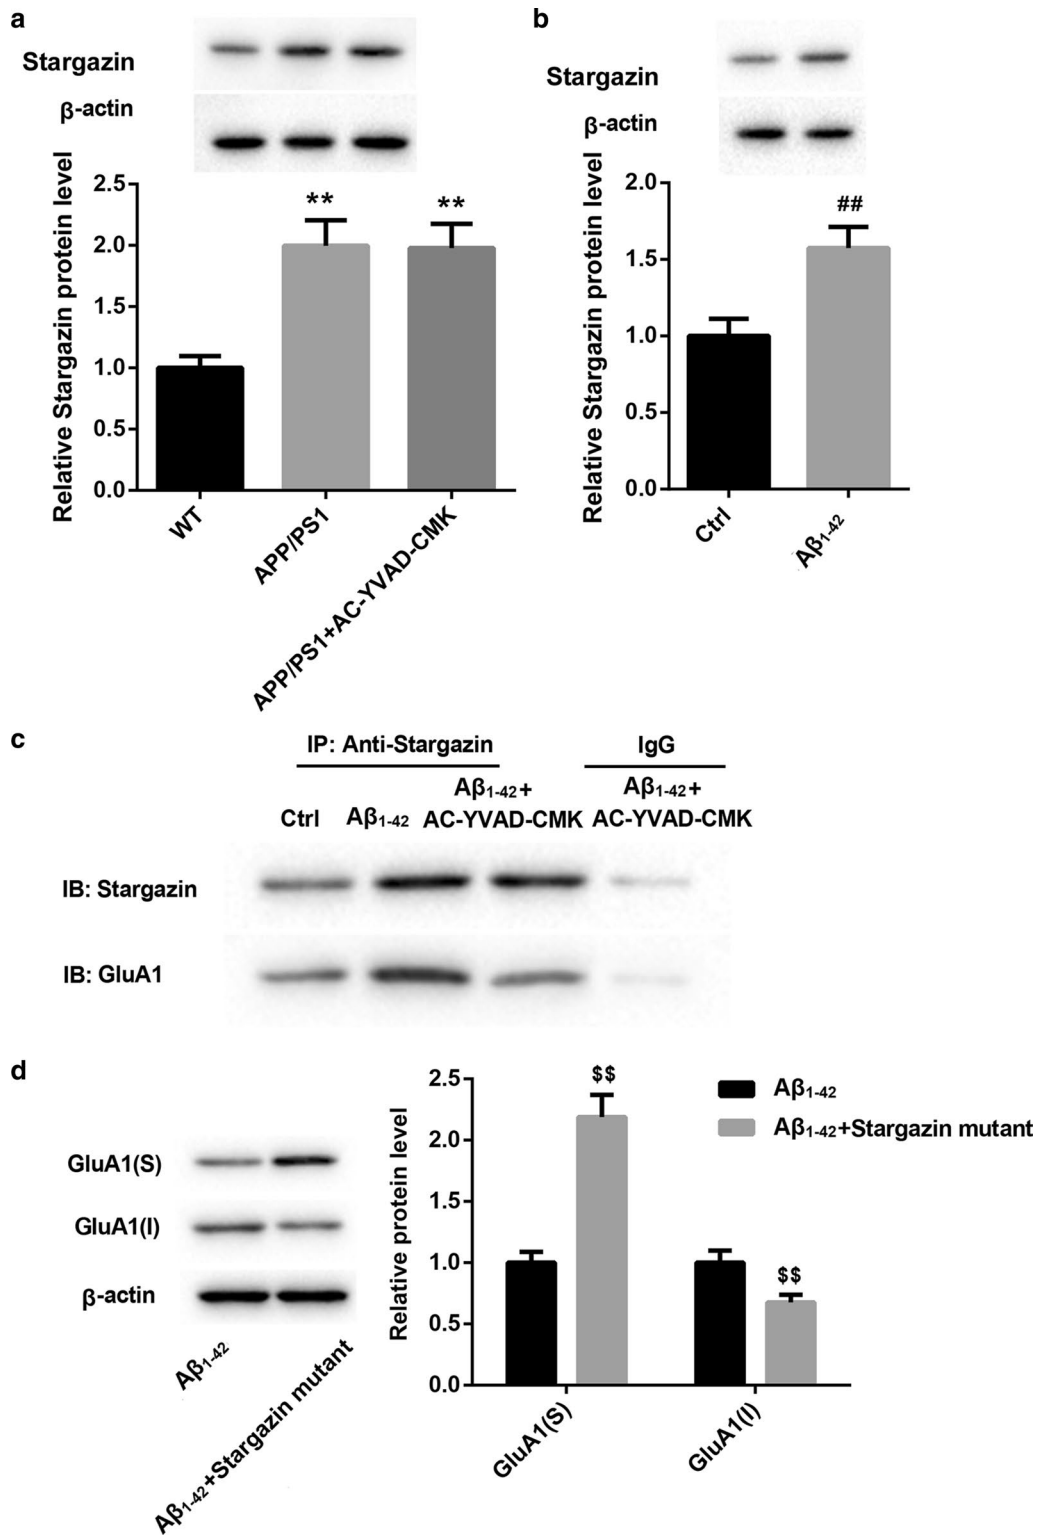 a
Stargazin
β-actin
Relative Stargazin protein level
2.5
2.0
1.5
1.0
0.5
0.0
**
**
WT
APP/PS1
APP/PS1+AC-YVAD-CMK
b
Stargazin
β-actin
Relative Stargazin protein level
2.0
1.5
1.0
0.5
0.0
##
Ctrl
Aβ1-42
c
IP: Anti-Stargazin
IgG
Ctrl
Aβ1-42
Aβ1-42+
AC-YVAD-CMK
Aβ1-42+
AC-YVAD-CMK
IB: Stargazin
IB: GluA1
d
GluA1(S)
GluA1(I)
β-actin
Aβ1-42
Aβ1-42+Stargazin mutant
Relative protein level
2.5
2.0
1.5
1.0
0.5
0.0
$$
$$
Aβ1-42
Aβ1-42+Stargazin mutant
GluA1(S)
GluA1(I)